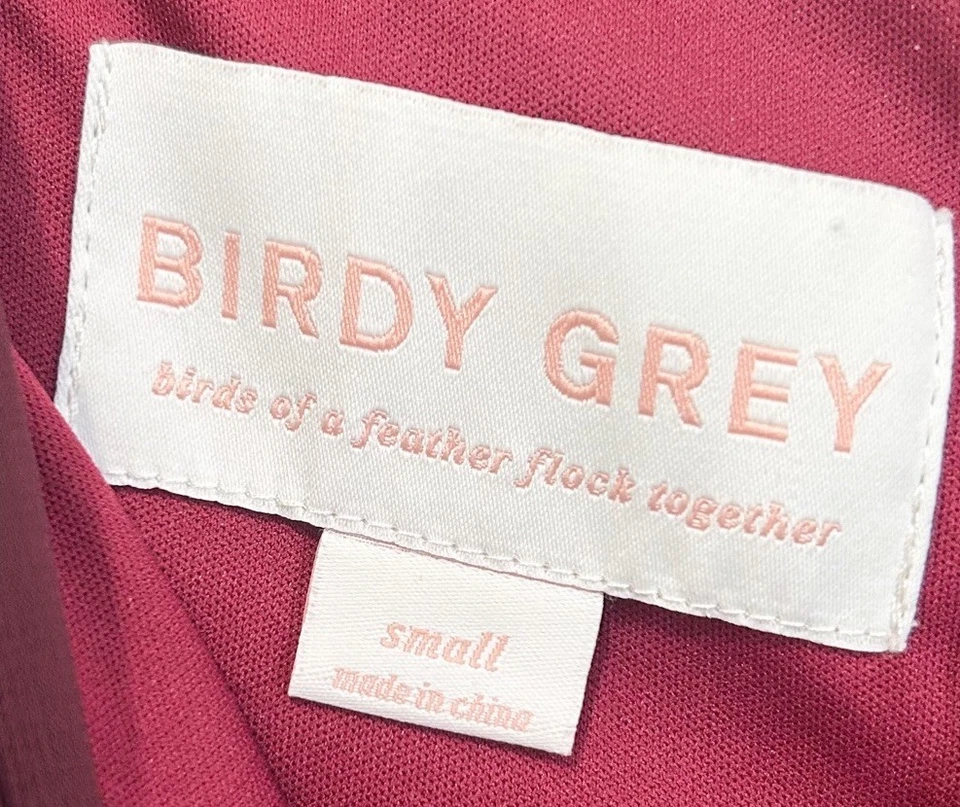 BIRDY GREY
birds of a feather flock together
small
made in china